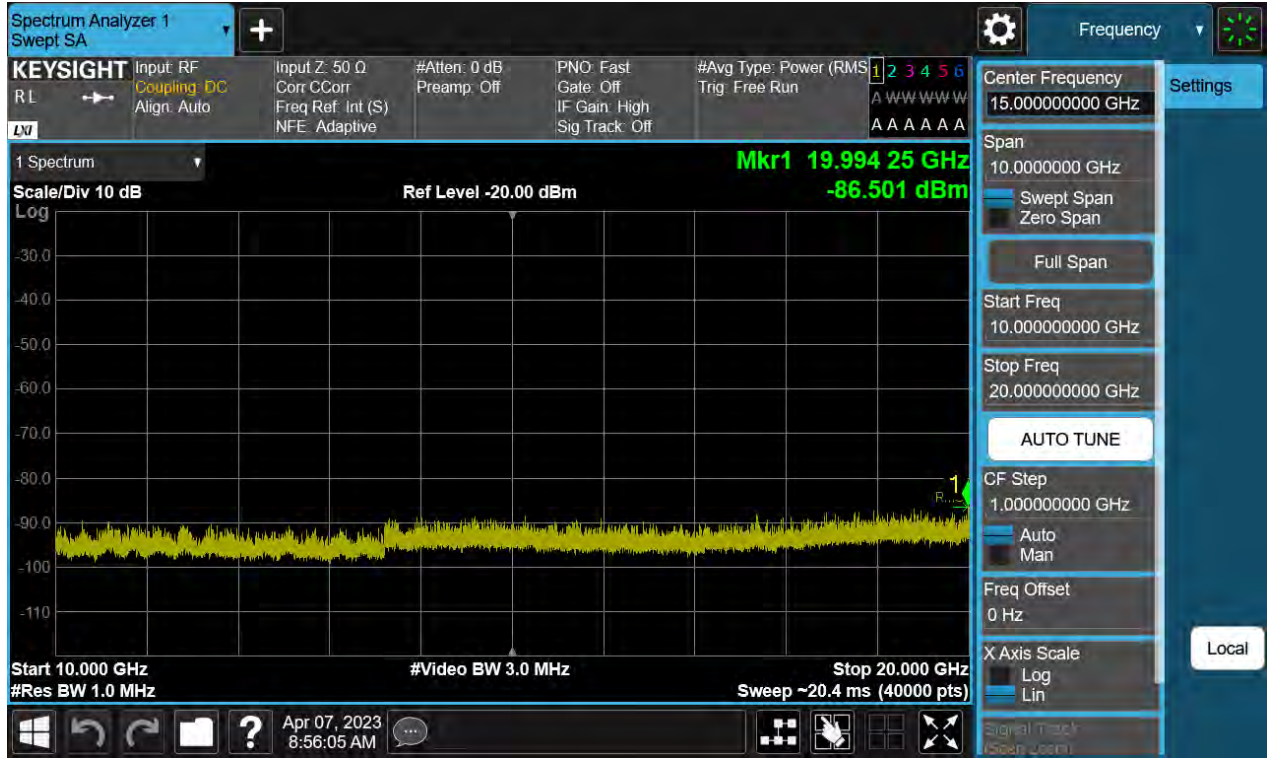 Spectrum Analyzer 1
Swept SA
+
Frequency
KEYSIGHT
RL
LXI
Input: RF
Coupling: DC
Align: Auto
Input Z: 50 Ω
Corr CCorr
Freq Ref: Int (S)
NFE: Adaptive
#Atten: 0 dB
Preamp: Off
PNO: Fast
Gate: Off
IF Gain: High
Sig Track: Off
#Avg Type: Power (RMS
Trig: Free Run
1 2 3 4 5 6
A W W W W W
A A A A A A
1 Spectrum
Scale/Div 10 dB
Ref Level -20.00 dBm
Mkr1 19.994 25 GHz
-86.501 dBm
Log
-30.0
-40.0
-50.0
-60.0
-70.0
-80.0
-90.0
-100
-110
1
Start 10.000 GHz
#Video BW 3.0 MHz
Stop 20.000 GHz
#Res BW 1.0 MHz
Sweep ~20.4 ms (40000 pts)
Center Frequency
15.000000000 GHz
Span
10.0000000 GHz
Swept Span
Zero Span
Full Span
Start Freq
10.000000000 GHz
Stop Freq
20.000000000 GHz
AUTO TUNE
CF Step
1.000000000 GHz
Auto
Man
Freq Offset
0 Hz
X Axis Scale
Log
Lin
Signal Track
(Span Zoom)
Settings
Local
?
Apr 07, 2023
8:56:05 AM